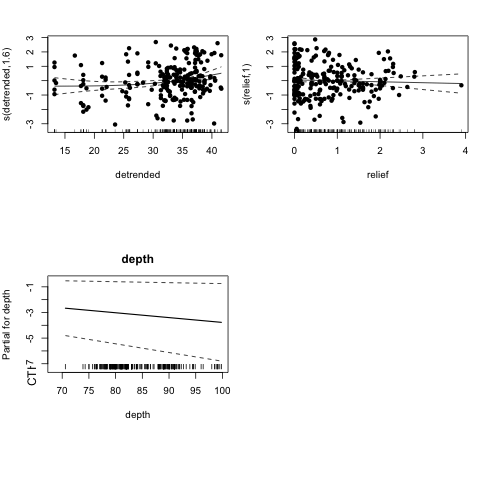 s(detrended,1.6)
3
2
1
-1
-3
15 20 25 30 35 40
detrended
s(relief,1)
3
2
1
-1
-3
0 1 2 3 4
relief
depth
Partial for depth
-1
-3
-5
-7
70 75 80 85 90 95 100
depth